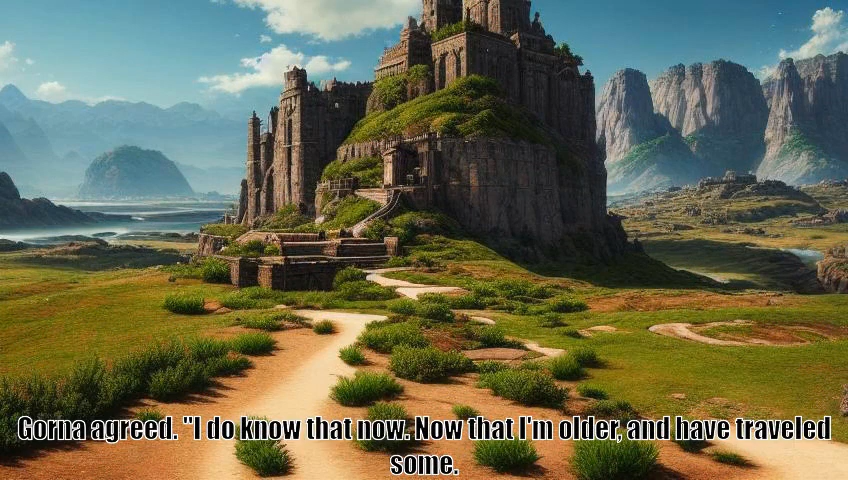 Gorna agreed. "I do know that now. Now that I'm older, and have traveled
some.